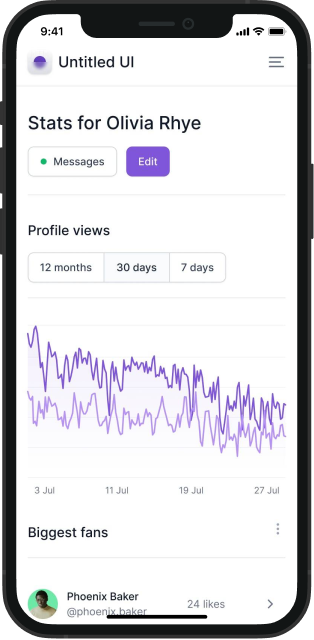 9:41
Untitled UI
Stats for Olivia Rhye
Messages Edit
Profile views
12 months 30 days 7 days
3 Jul 11 Jul 19 Jul 27 Jul
Biggest fans
Phoenix Baker
@phoenix.baker 24 likes